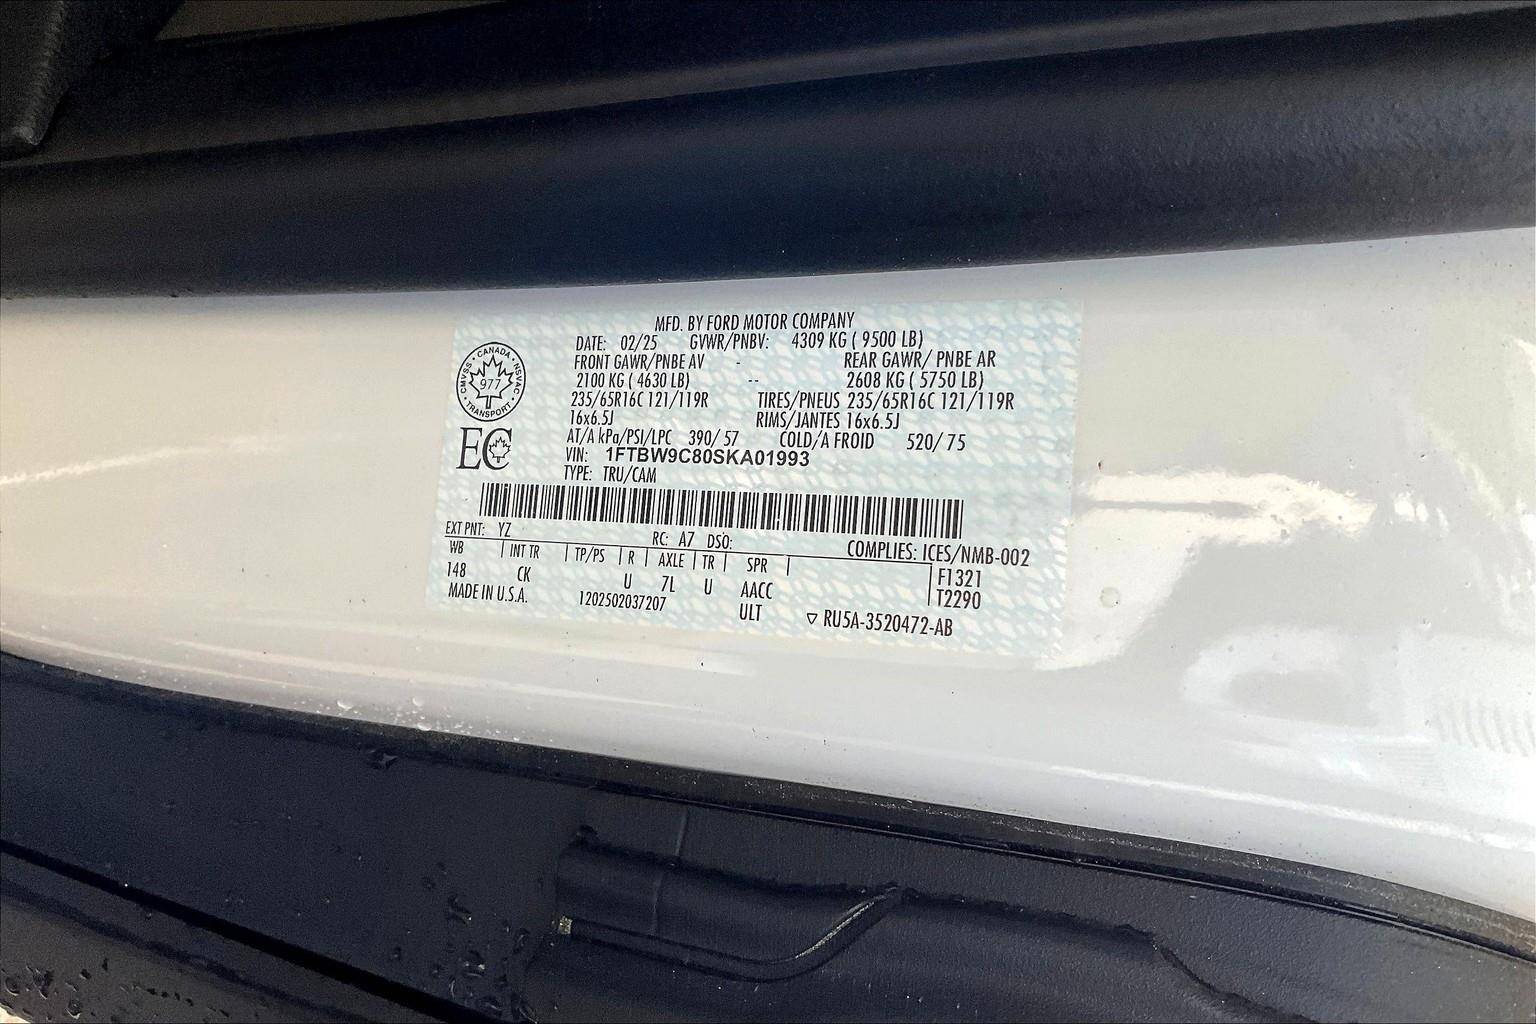 MFD. BY FORD MOTOR COMPANY
DATE: 02/25 GVWR/PNBV: 4309 KG ( 9500 LB)
FRONT GAWR/PNBE AV - REAR GAWR/ PNBE AR
2100 KG ( 4630 LB) -- 2608 KG ( 5750 LB)
235/65R16C 121/119R TIRES/PNEUS 235/65R16C 121/119R
16x6.5J RIMS/JANTES 16x6.5J
AT/A kPa/PSI/LPC 390/ 57 COLD/A FROID 520/ 75
VIN: 1FTBW9C80SKA01993
TYPE: TRU/CAM
CANADA · NSVAC · TRANSPORT · CMVSS ·
977
EC
EXT PNT: YZ RC: A7 DSO: COMPLIES: ICES/NMB-002
WB | INT TR | TP/PS | R | AXLE | TR | SPR | F1321
148 CK U 7L U AACC T2290
MADE IN U.S.A. 1202502037207 ULT ▽ RU5A-3520472-AB